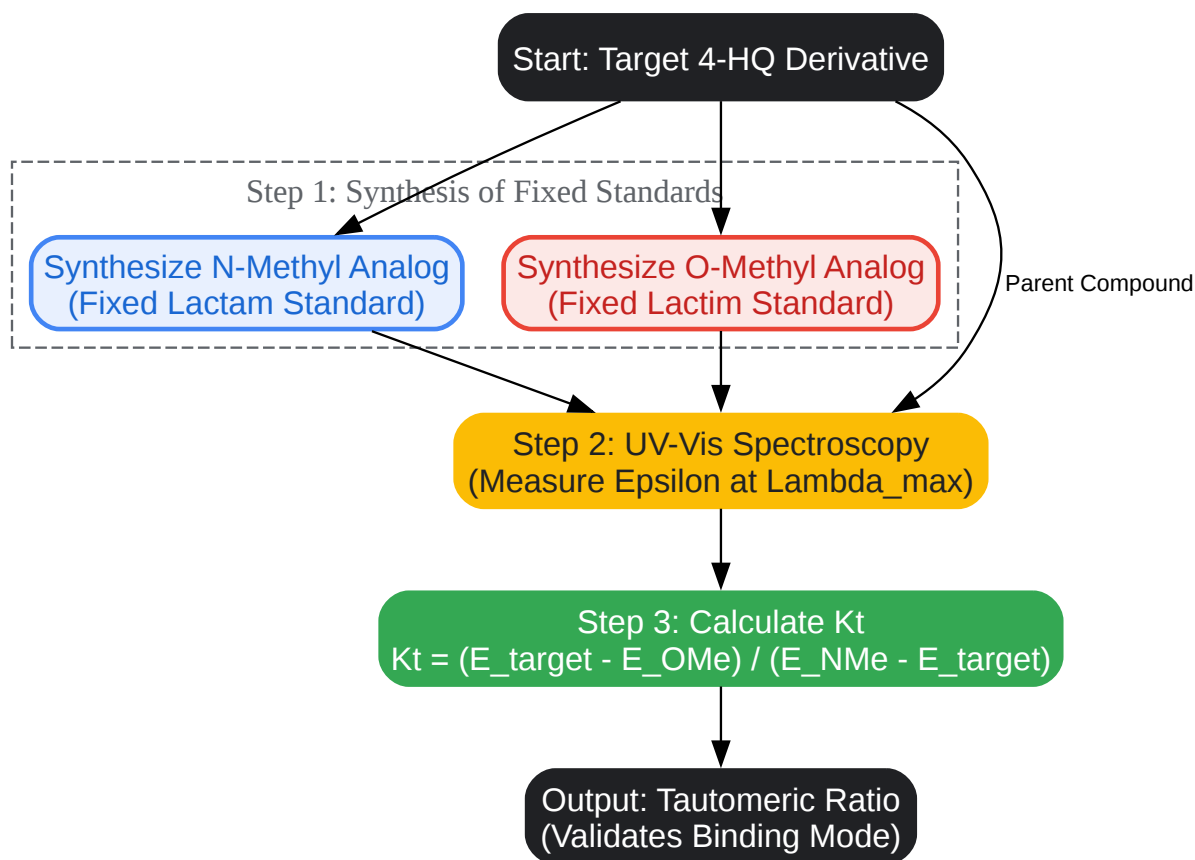 Start: Target 4-HQ Derivative
Step 1: Synthesis of Fixed Standards
Synthesize N-Methyl Analog
(Fixed Lactam Standard)
Synthesize O-Methyl Analog
(Fixed Lactim Standard)
Parent Compound
Step 2: UV-Vis Spectroscopy
(Measure Epsilon at Lambda_max)
Step 3: Calculate Kt
Kt = (E_target - E_OMe) / (E_NMe - E_target)
Output: Tautomeric Ratio
(Validates Binding Mode)